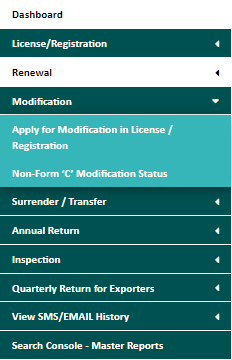 Dashboard
License/Registration
Renewal
Modification
Apply for Modification in License /
Registration
Non-Form ‘C’ Modification Status
Surrender / Transfer
Annual Return
Inspection
Quarterly Return for Exporters
View SMS/EMAIL History
Search Console - Master Reports